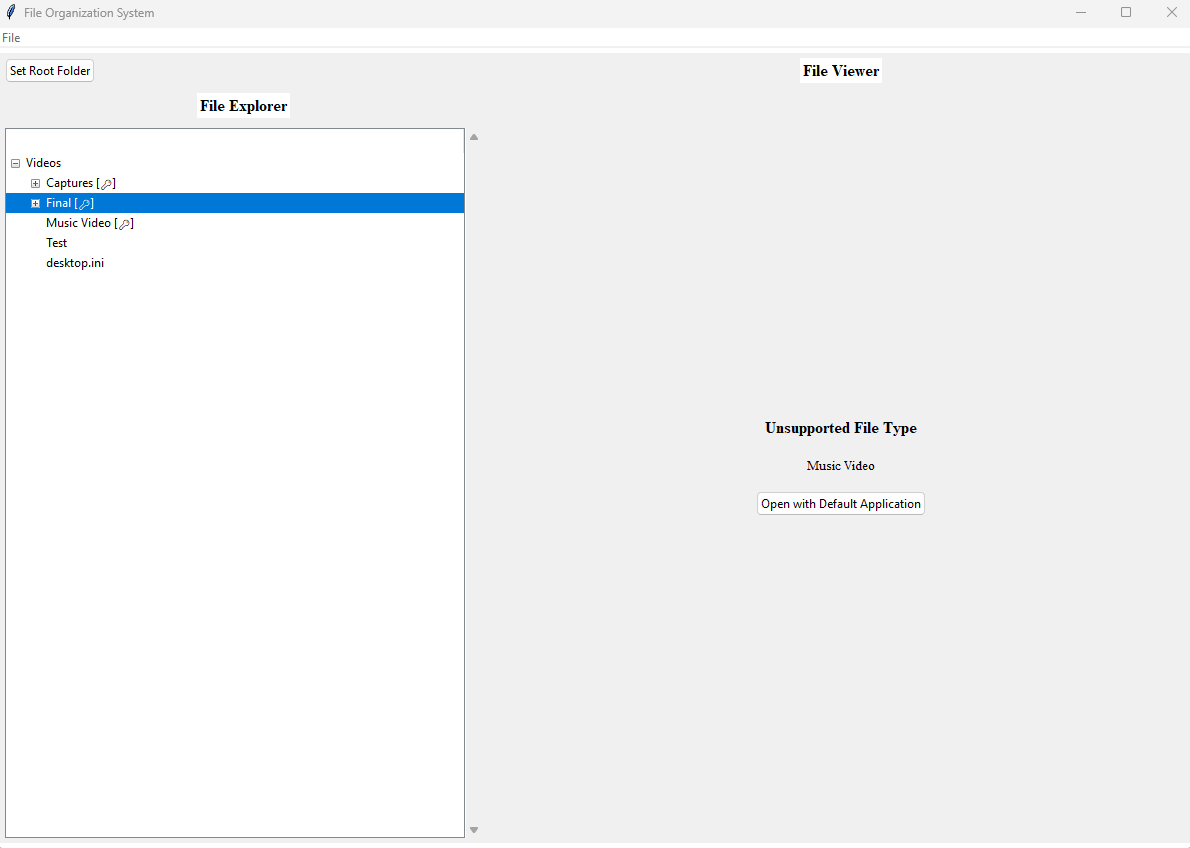 File Organization System
File
Set Root Folder
File Viewer
File Explorer
Videos
Captures [🔑]
Final [🔑]
Music Video [🔑]
Test
desktop.ini
Unsupported File Type
Music Video
Open with Default Application